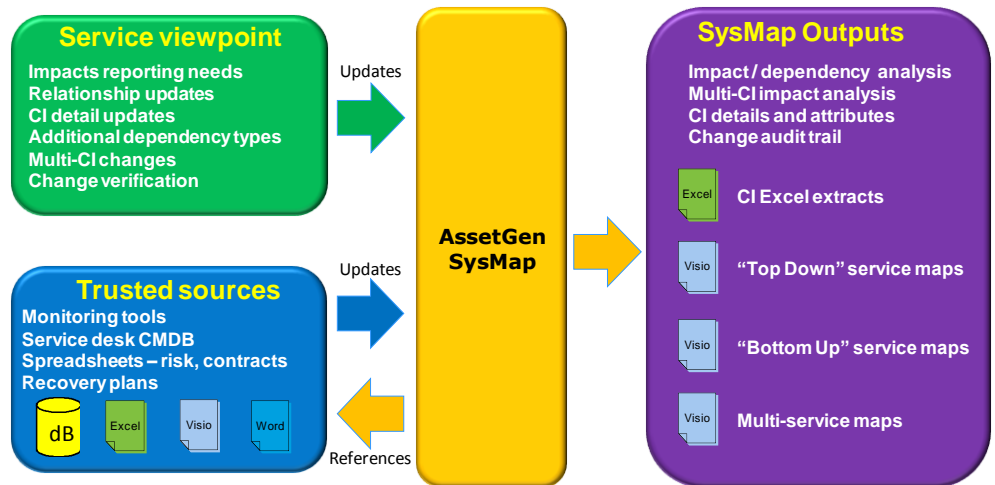 Service viewpoint
Impacts reporting needs
Relationship updates
CI detail updates
Additional dependency types
Multi-CI changes
Change verification
Updates
Trusted sources
Monitoring tools
Service desk CMDB
Spreadsheets – risk, contracts
Recovery plans
dB
Excel
Visio
Word
Updates
References
AssetGen
SysMap
SysMap Outputs
Impact / dependency analysis
Multi-CI impact analysis
CI details and attributes
Change audit trail
Excel
CI Excel extracts
Visio
“Top Down” service maps
Visio
“Bottom Up” service maps
Visio
Multi-service maps